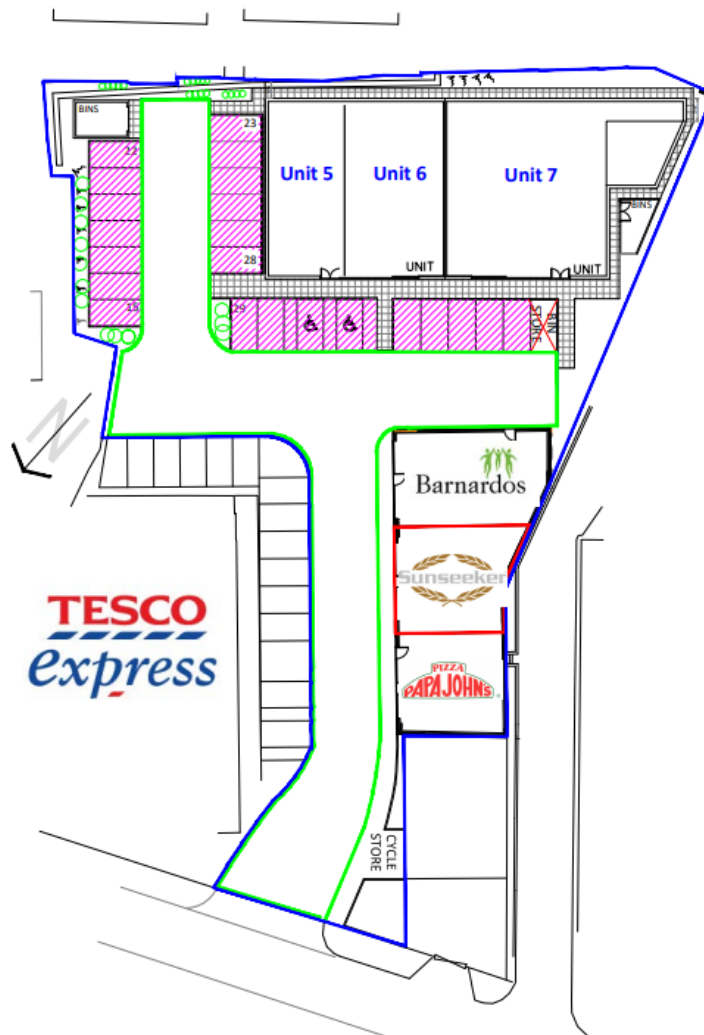 BINS
23
22
Unit 5
Unit 6
Unit 7
BINS
28
UNIT
UNIT
15
29
BIN
STORE
N
Barnardos
Sunseeker
TESCO
express
PIZZA
PAPA JOHN'S
CYCLE
STORE